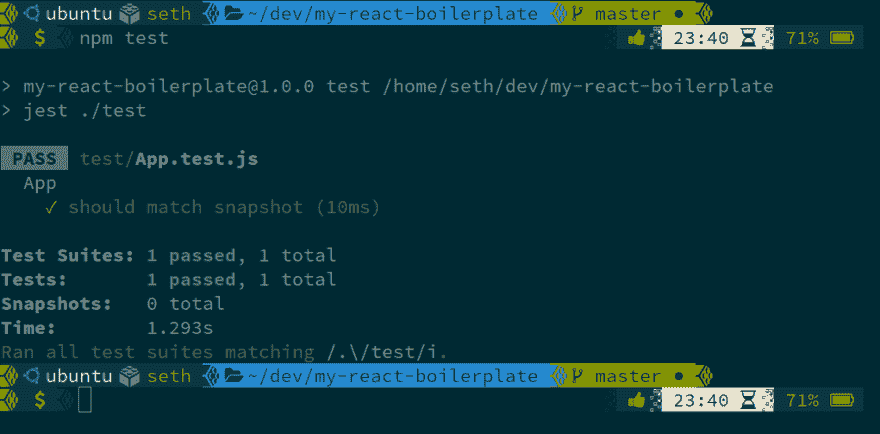 ubuntu seth ~/dev/my-react-boilerplate master ●
$ npm test 23:40 71%
> my-react-boilerplate@1.0.0 test /home/seth/dev/my-react-boilerplate
> jest ./test
PASS test/App.test.js
App
✓ should match snapshot (10ms)
Test Suites: 1 passed, 1 total
Tests: 1 passed, 1 total
Snapshots: 0 total
Time: 1.293s
Ran all test suites matching /.\/test/i.
ubuntu seth ~/dev/my-react-boilerplate master ●
$ 23:40 71%